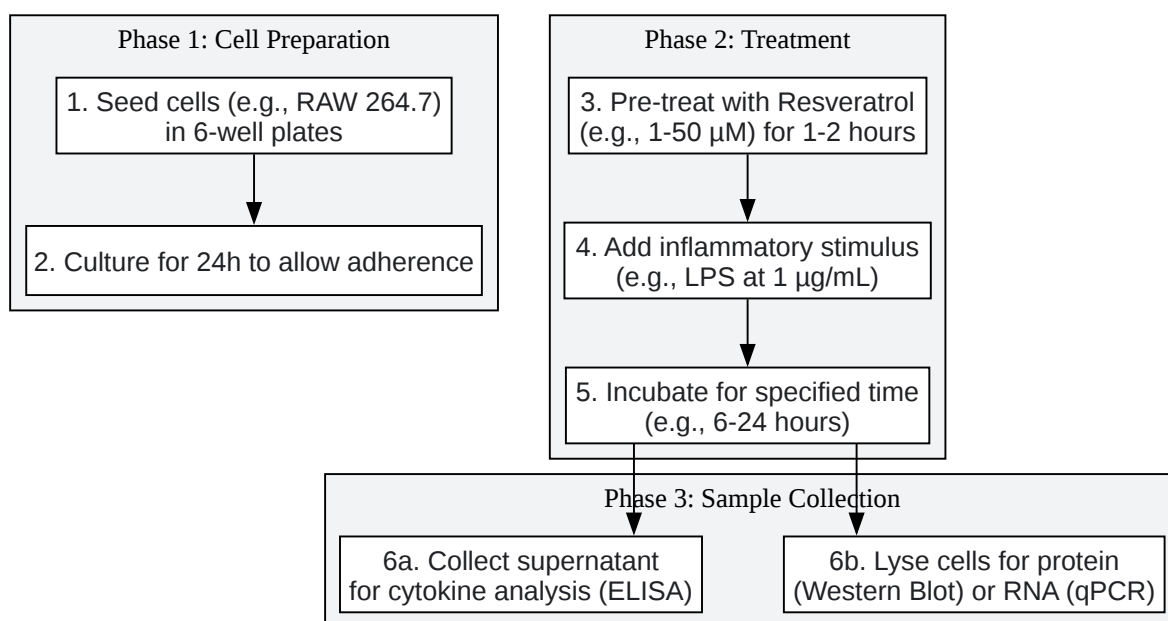 Phase 1: Cell Preparation
1. Seed cells (e.g., RAW 264.7)
in 6-well plates
2. Culture for 24h to allow adherence
Phase 2: Treatment
3. Pre-treat with Resveratrol
(e.g., 1-50 µM) for 1-2 hours
4. Add inflammatory stimulus
(e.g., LPS at 1 µg/mL)
5. Incubate for specified time
(e.g., 6-24 hours)
Phase 3: Sample Collection
6a. Collect supernatant
for cytokine analysis (ELISA)
6b. Lyse cells for protein
(Western Blot) or RNA (qPCR)